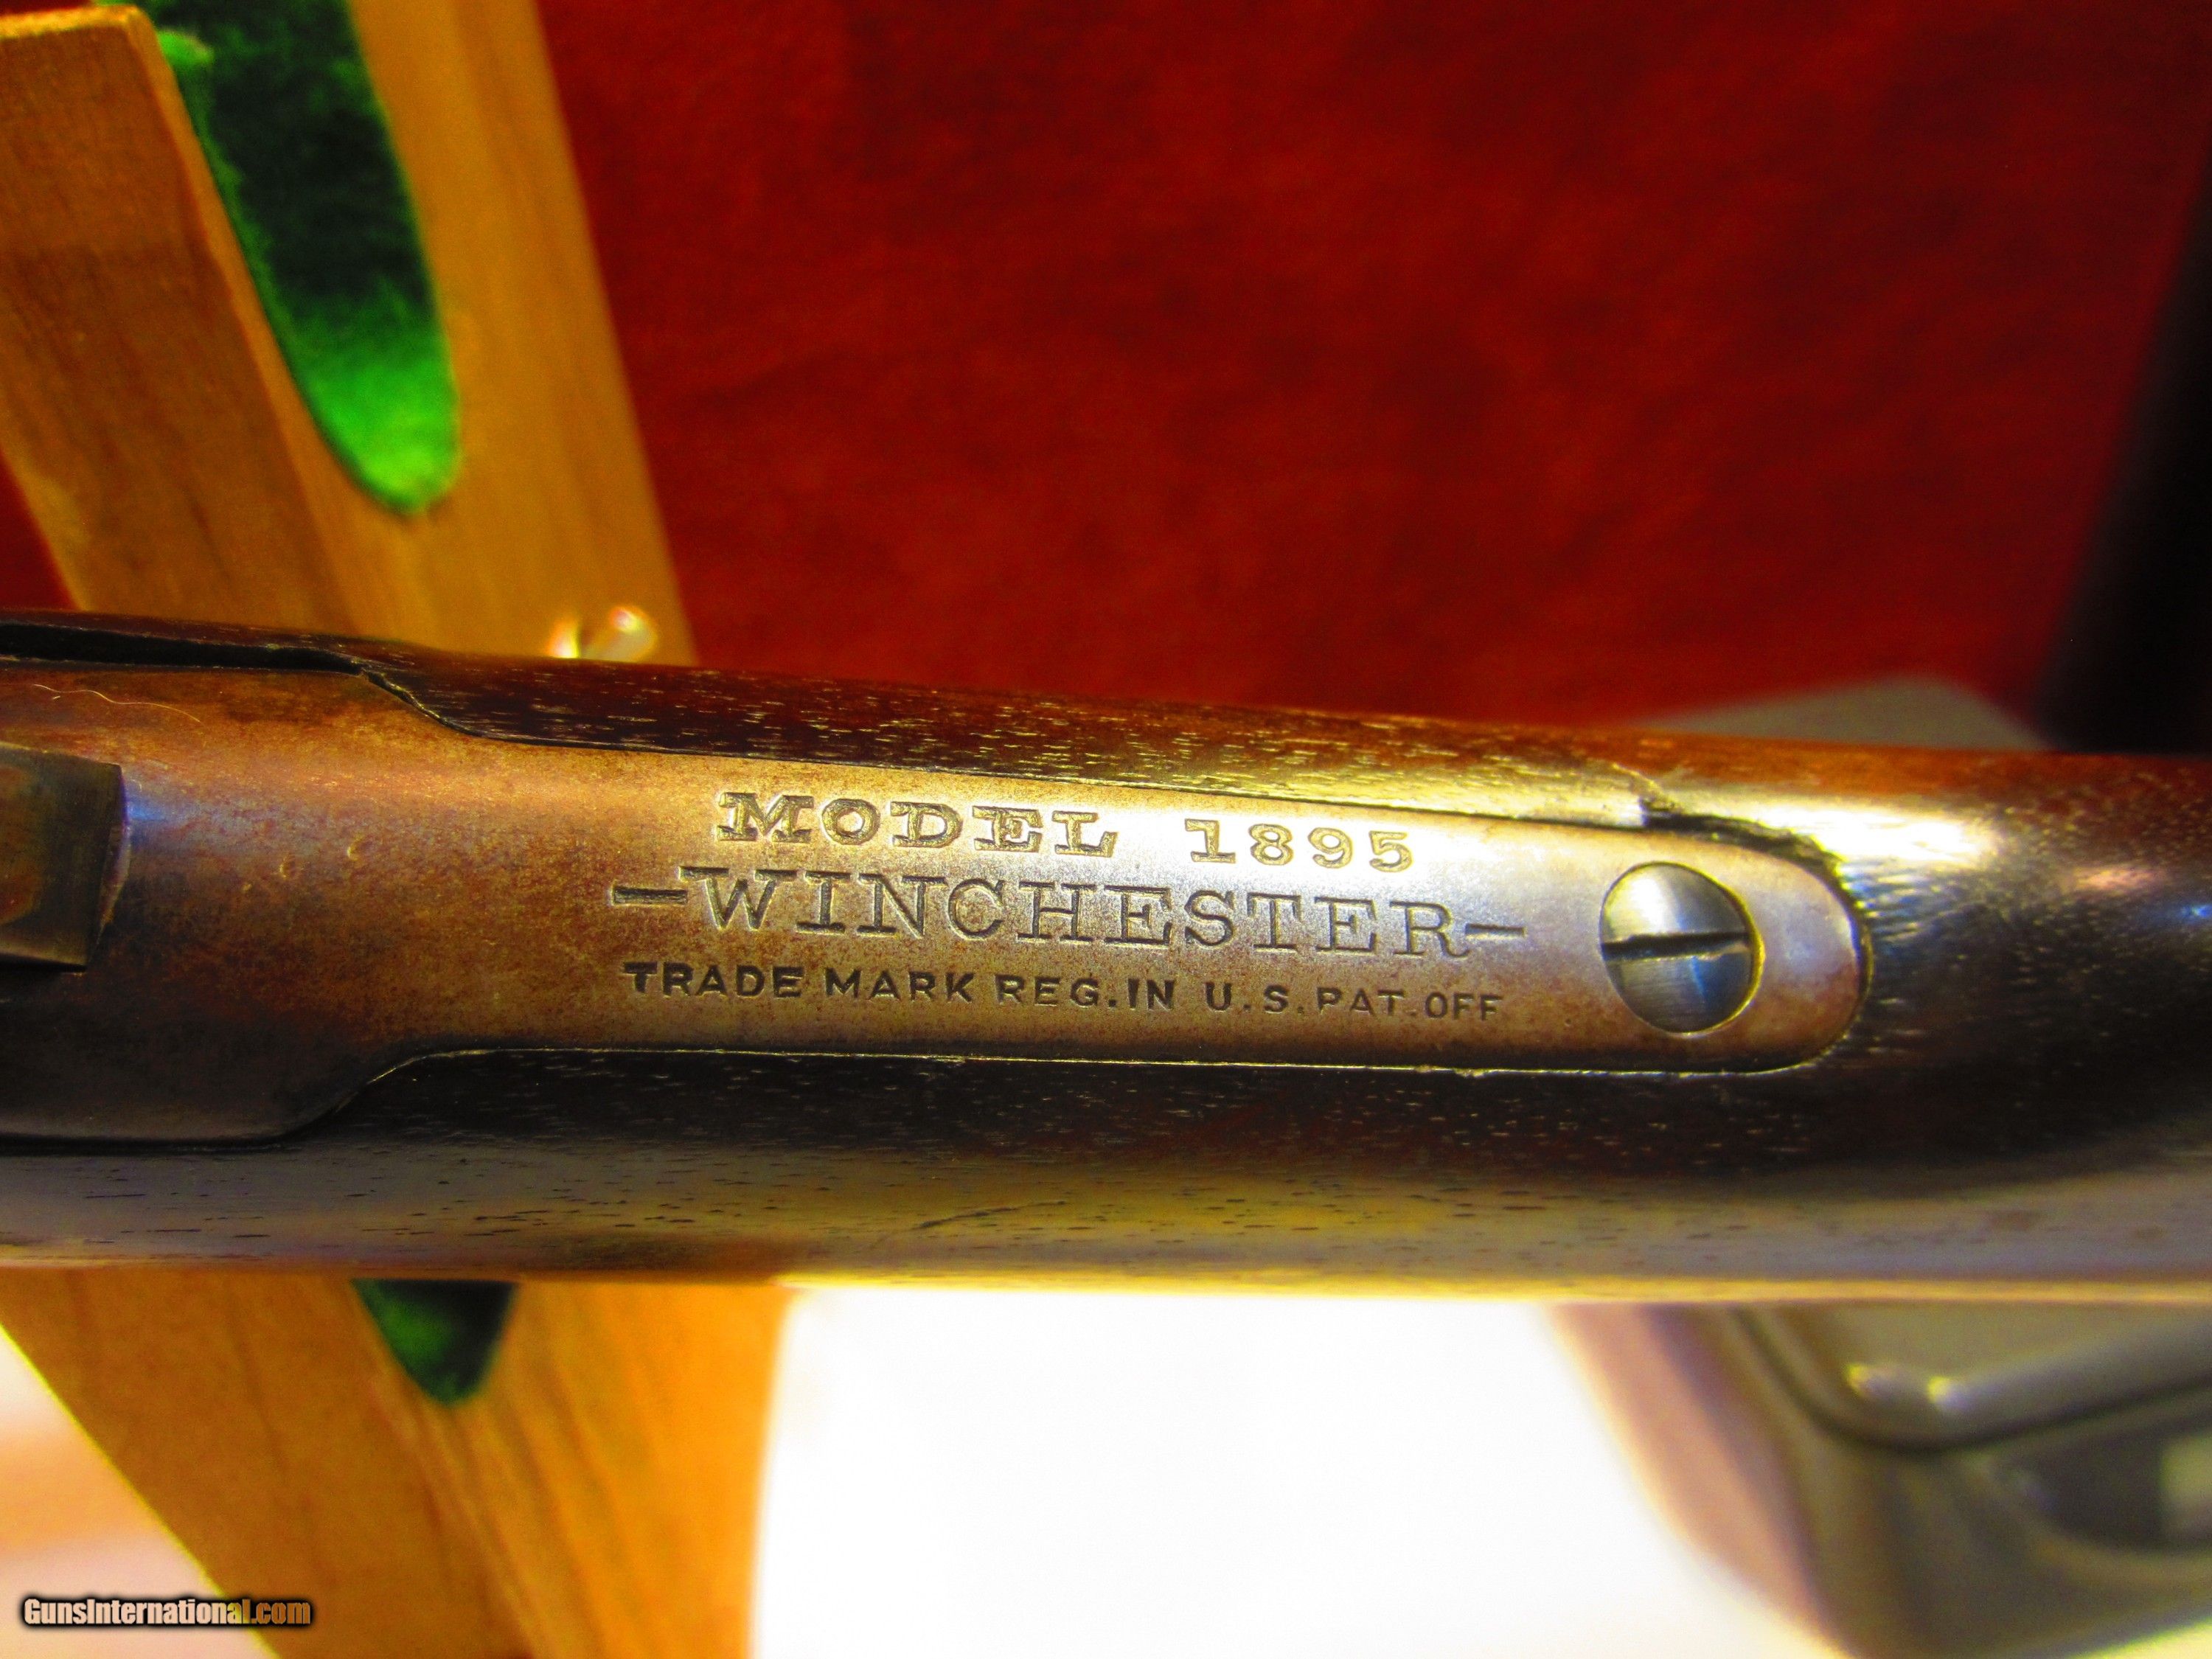 MODEL 1895
-WINCHESTER-
TRADE MARK REG. IN U.S. PAT. OFF
GunsInternational.com